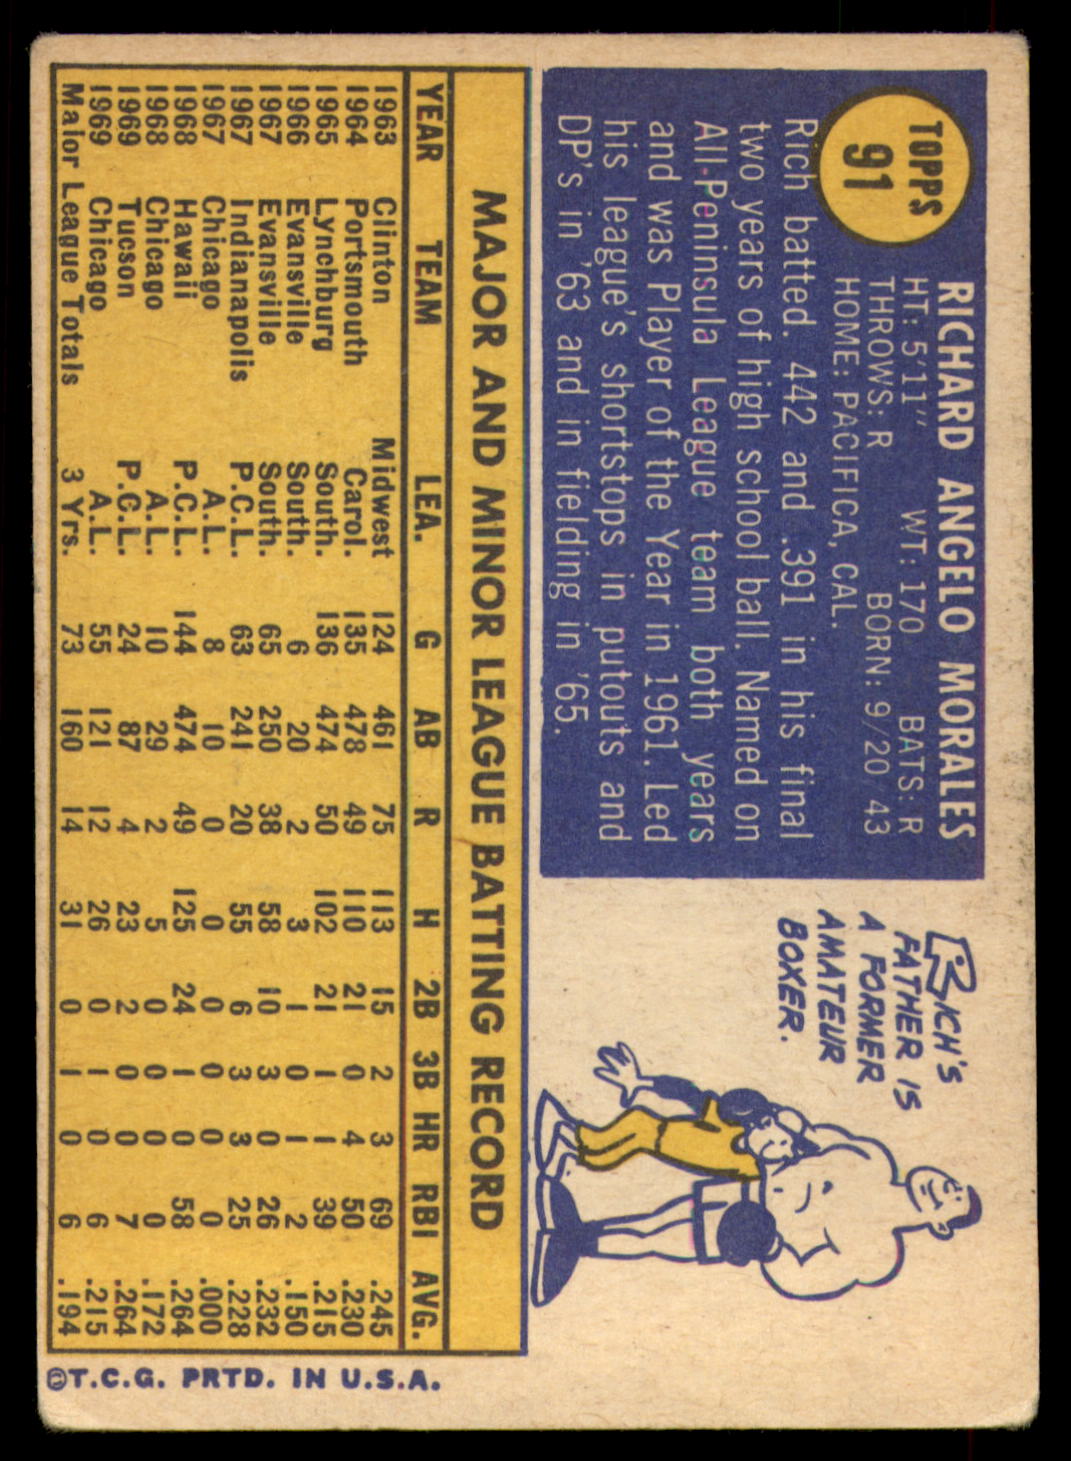 TOPPS
91
RICHARD ANGELO MORALES
HT: 5'11" WT: 170 BATS: R
THROWS: R BORN: 9/20 43
HOME: PACIFICA, CAL.
Rich batted. 442 and .391 in his final
two years of high school ball. Named on
All-Peninsula League team both years
and was Player of the Year in 1961. Led
his league's shortstops in putouts and
DP's in '63 and in fielding in '65.
RICH'S
FATHER IS
A FORMER
AMATEUR
BOXER.
MAJOR AND MINOR LEAGUE BATTING RECORD
YEAR TEAM LEA. G AB R H 2B 3B HR RBI AVG.
1963 Clinton Midwest 124 461 75 113 15 2 3 69 .245
1964 Portsmouth Carol. 135 478 49 110 21 0 4 50 .230
1965 Lynchburg South. 136 474 50 102 21 1 1 39 .215
1966 Evansville South. 6 20 2 3 1 0 1 2 .150
1967 Evansville South. 65 250 38 58 10 3 0 26 .232
1967 Indianapolis P.C.L. 63 241 20 55 6 3 3 25 .228
1967 Chicago A.L. 8 10 0 0 0 0 0 0 .000
1968 Hawaii P.C.L. 144 474 49 125 24 1 0 58 .264
1968 Chicago A.L. 10 29 2 5 0 0 0 0 .172
1969 Tucson P.C.L. 24 87 4 23 2 0 0 7 .264
1969 Chicago A.L. 55 121 12 26 0 1 0 6 .215
Major League Totals 3 Yrs. 73 160 14 31 0 1 0 6 .194
©T.C.G. PRTD. IN U.S.A.